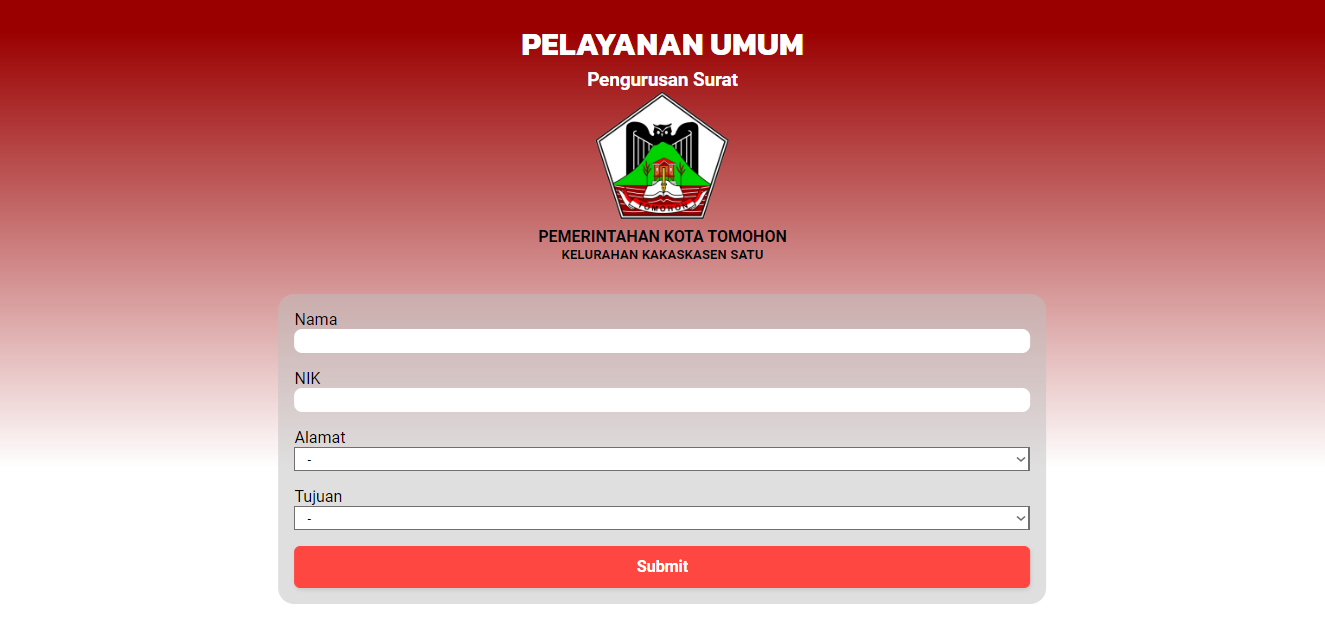 PELAYANAN UMUM
Pengurusan Surat
TOMOHON
PEMERINTAHAN KOTA TOMOHON
KELURAHAN KAKASKASEN SATU
Nama
NIK
Alamat
-
Tujuan
-
Submit